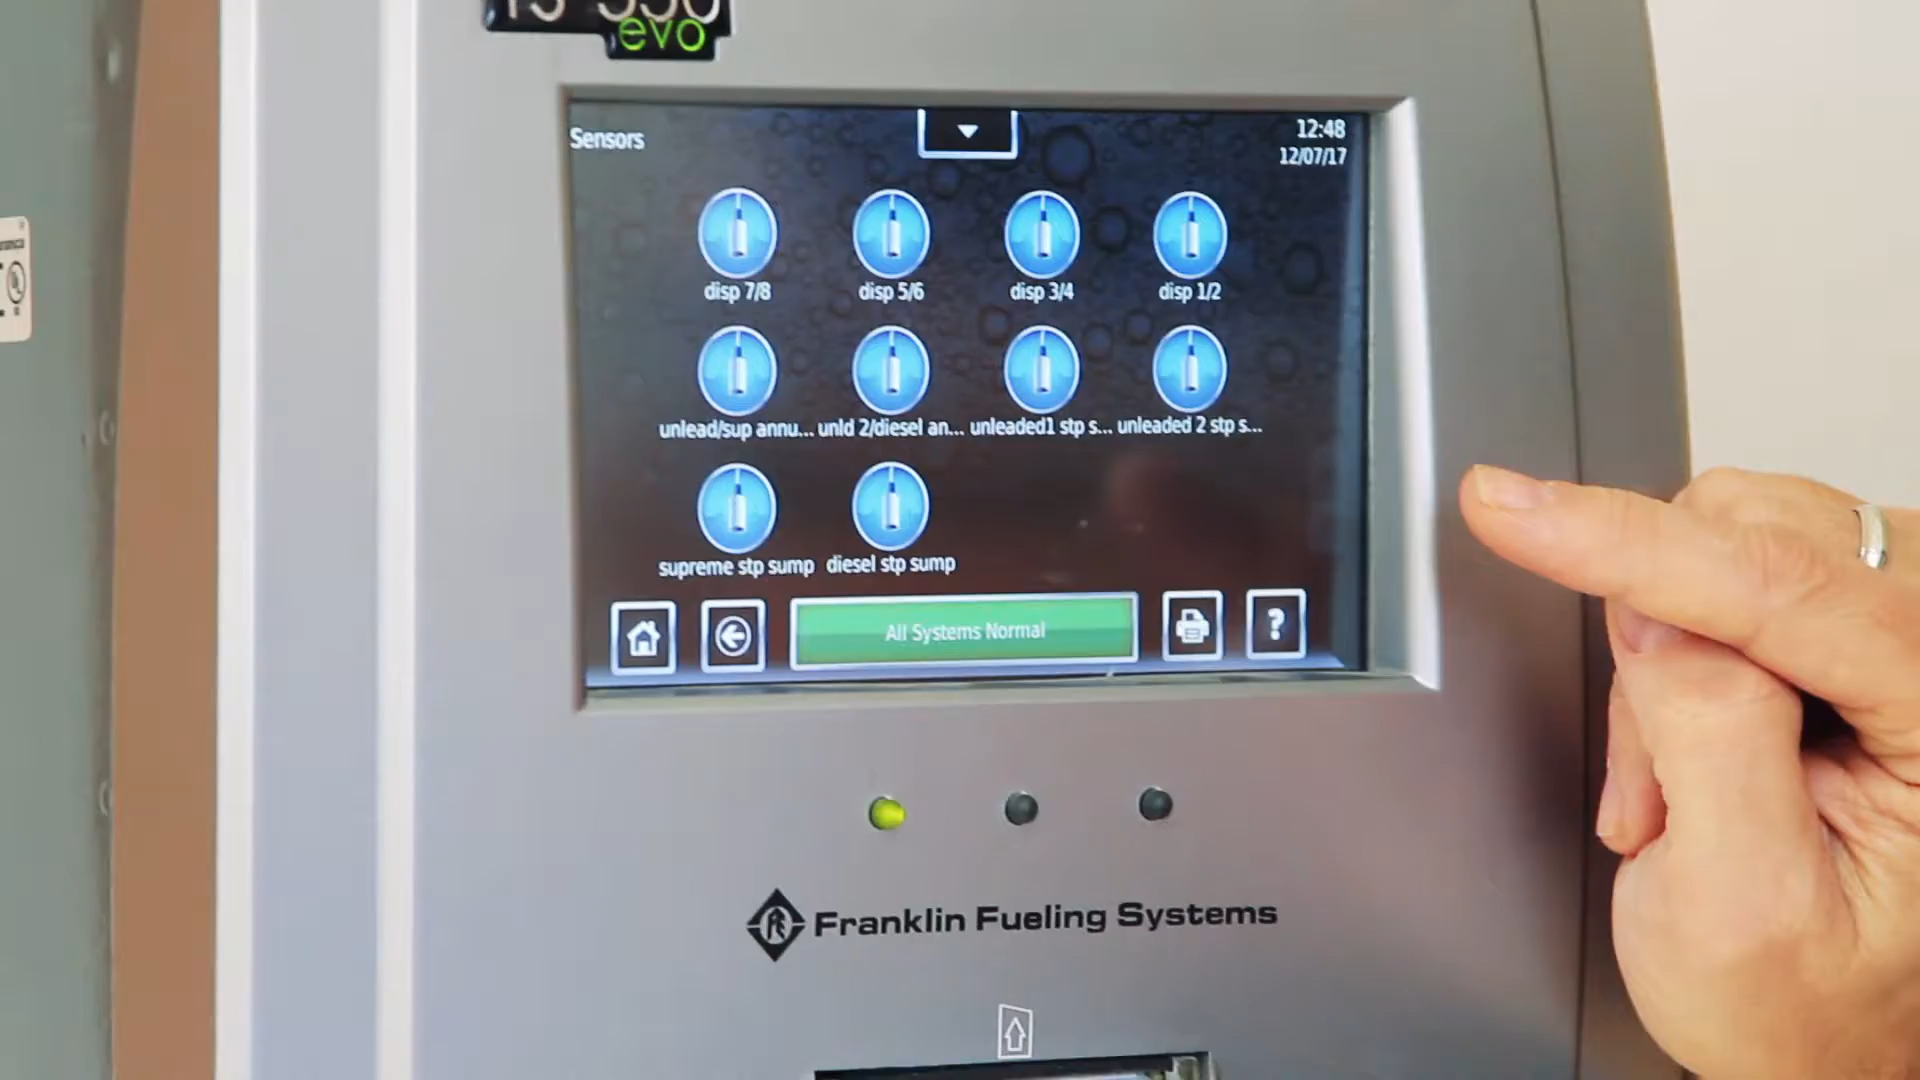 TS-550
evo
Sensors
12:48
12/07/17
disp 7/8
disp 5/6
disp 3/4
disp 1/2
unlead/sup annu...
unld 2/diesel an...
unleaded1 stp s...
unleaded 2 stp s...
supreme stp sump
diesel stp sump
All Systems Normal
?
Franklin Fueling Systems